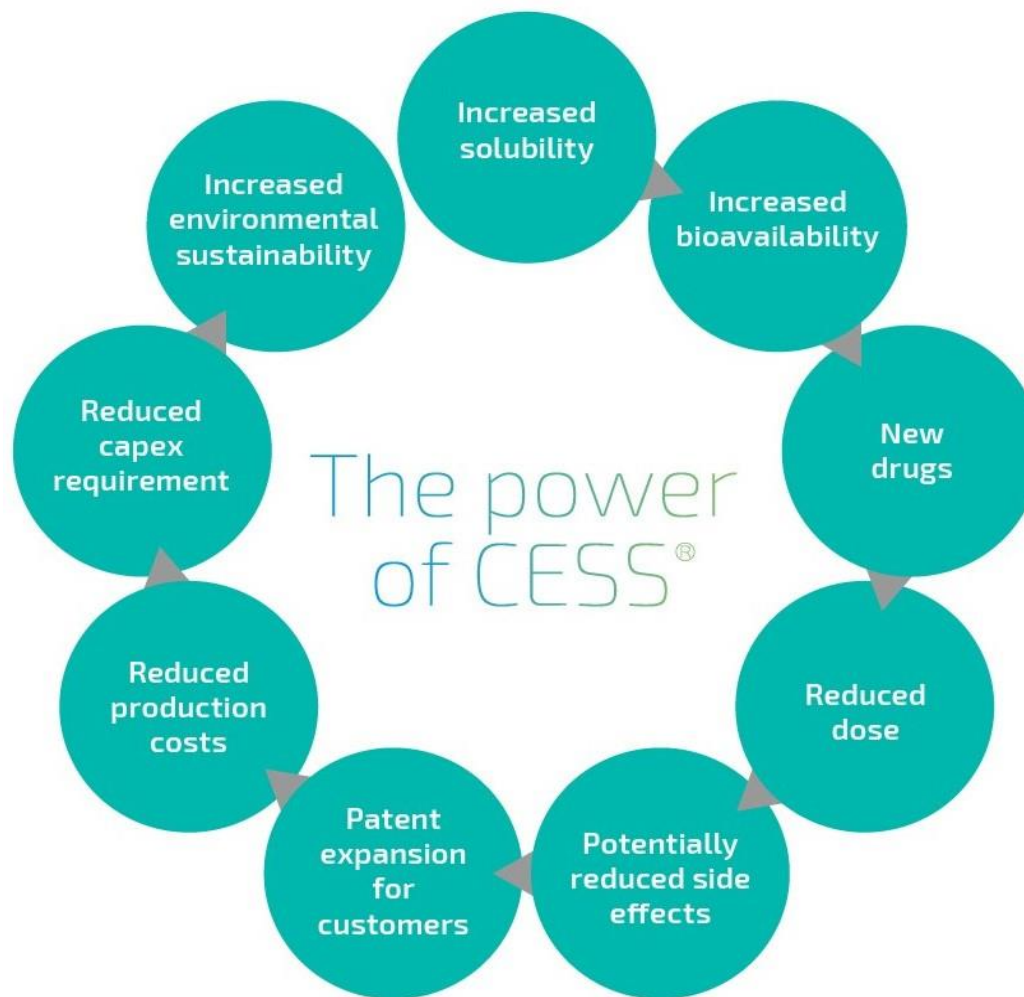 Increased
solubility
Increased
bioavailability
New
drugs
Reduced
dose
Potentially
reduced side
effects
Patent
expansion
for
customers
Reduced
production
costs
Reduced
capex
requirement
Increased
environmental
sustainability
The power
of CESS®